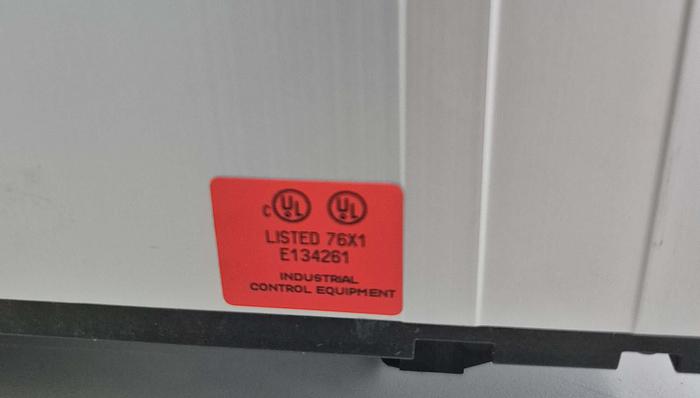 c UL UL
LISTED 76X1
E134261
INDUSTRIAL
CONTROL EQUIPMENT